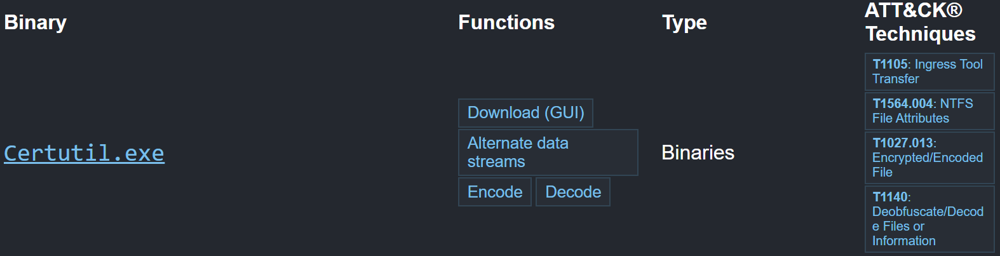 Binary
Functions
Type
ATT&CK®
Techniques
Certutil.exe
Download (GUI)
Alternate data
streams
Encode
Decode
Binaries
T1105: Ingress Tool
Transfer
T1564.004: NTFS
File Attributes
T1027.013:
Encrypted/Encoded
File
T1140:
Deobfuscate/Decod
e Files or
Information